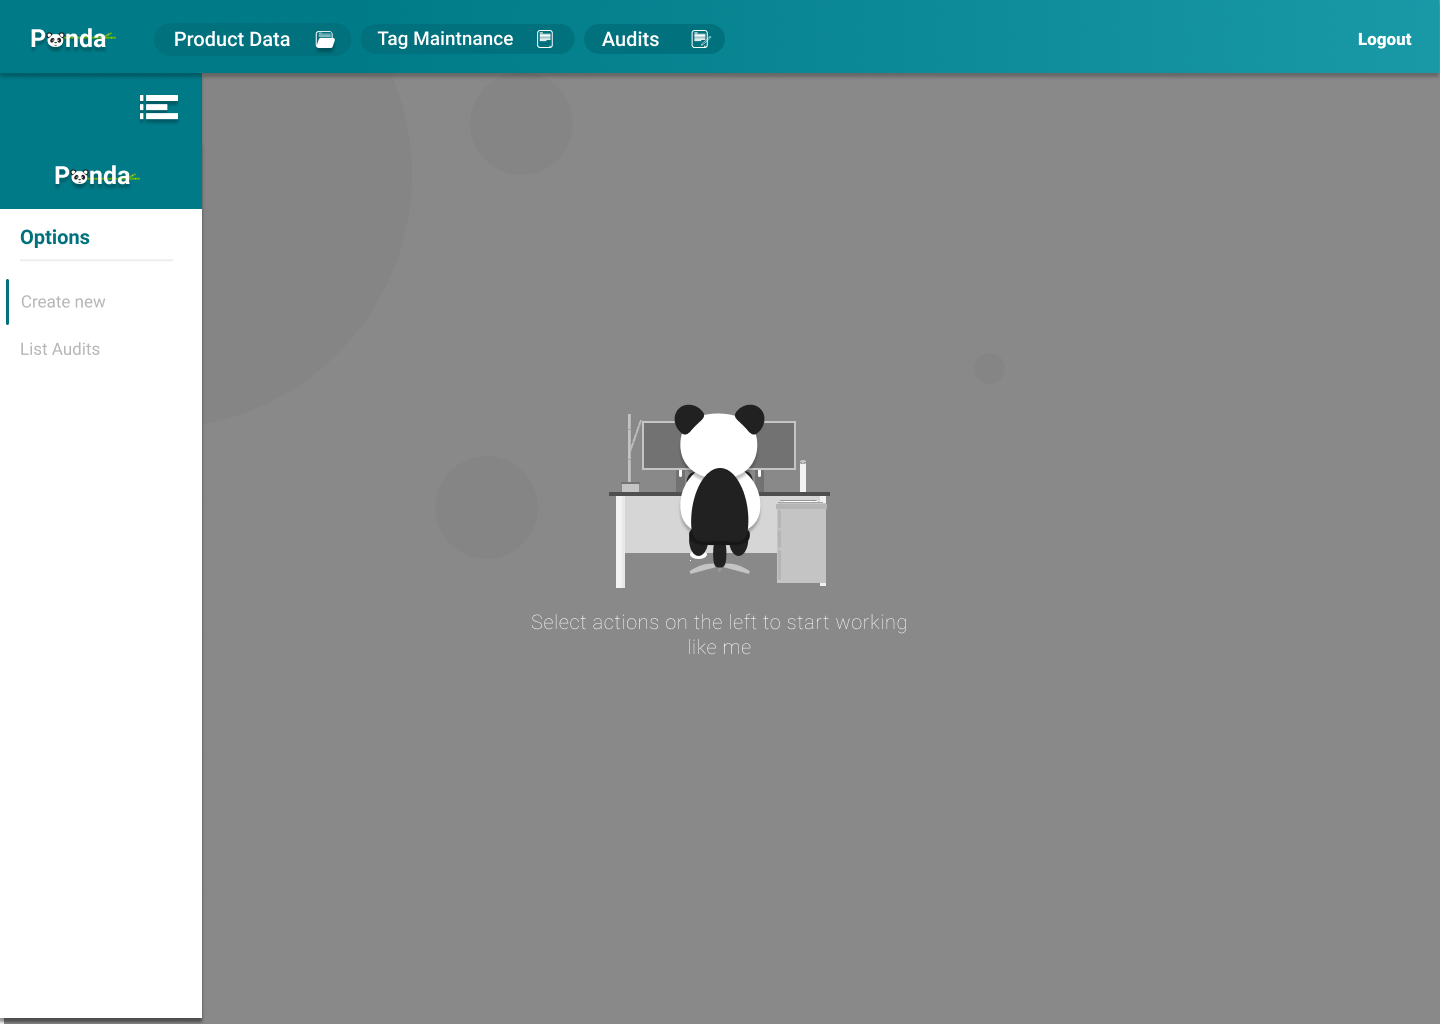 Panda
Product Data
Tag Maintnance
Audits
Logout
Panda
Options
Create new
List Audits
Select actions on the left to start working
like me